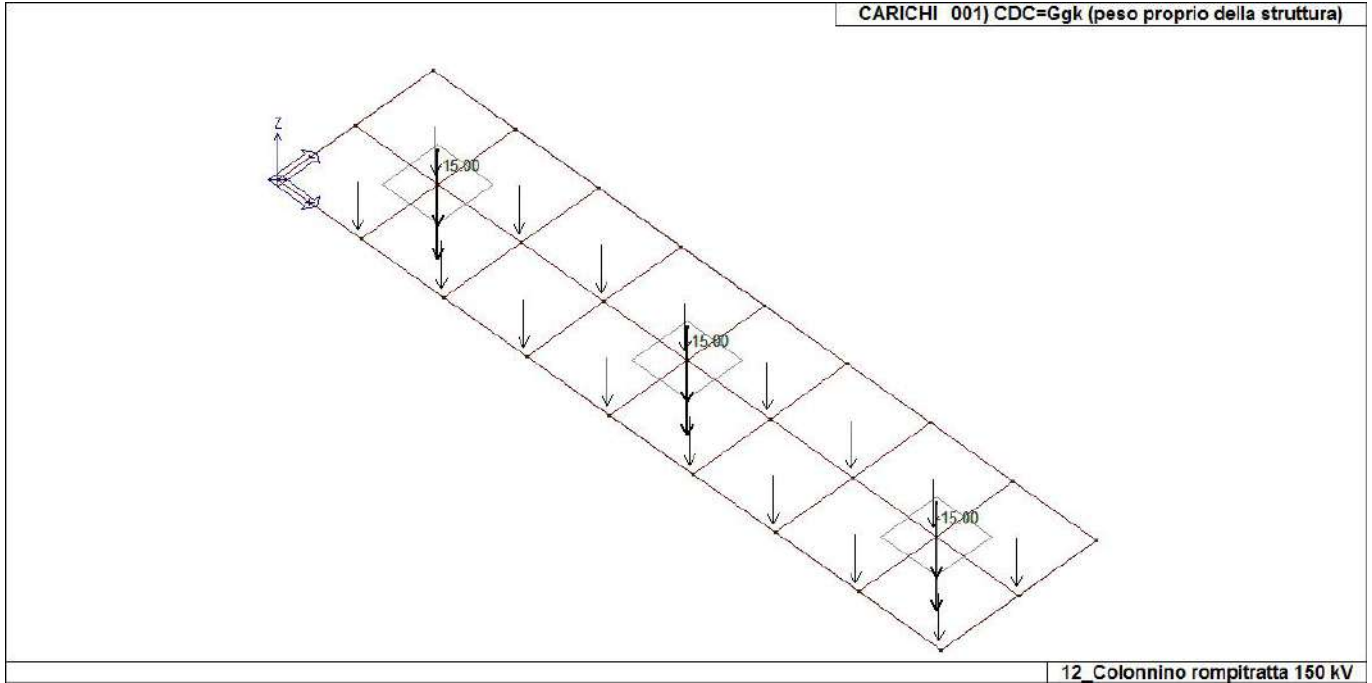 CARICHI 001) CDC=Ggk (peso proprio della struttura)
Z
-15.00
-15.00
-15.00
12_Colonnino rompitratta 150 kV